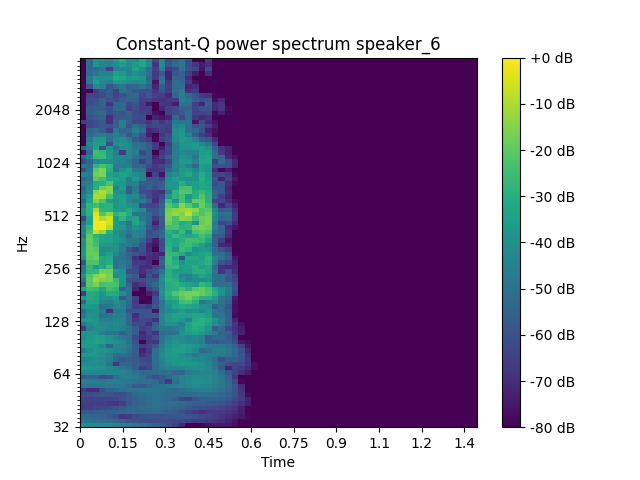 Constant-Q power spectrum speaker_6
Hz
2048
1024
512
256
128
64
32
0 0.15 0.3 0.45 0.6 0.75 0.9 1.1 1.2 1.4
Time
+0 dB
-10 dB
-20 dB
-30 dB
-40 dB
-50 dB
-60 dB
-70 dB
-80 dB